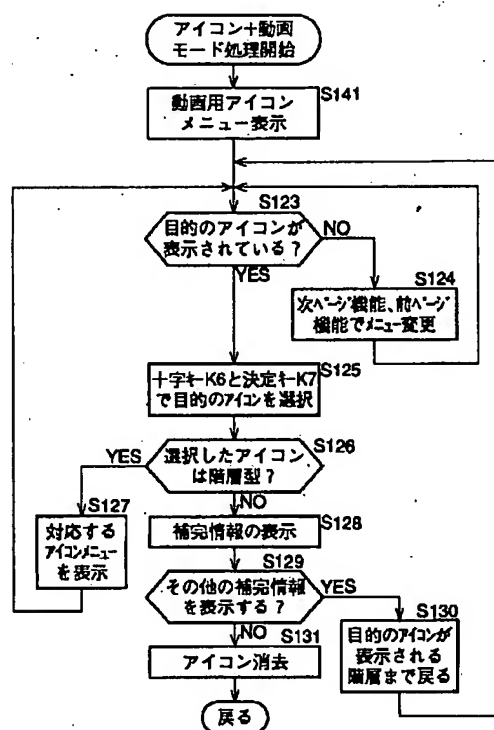 アイコン+動画
モード処理開始
S141
動画用アイコン
メニュー表示
S123
目的のアイコンが
表示されている?
NO
YES
S124
次ページ機能、前ページ
機能でメニュー変更
S125
十字キーK6と決定キーK7
で目的のアイコンを選択
S126
選択したアイコン
は階層型?
YES
NO
S127
対応する
アイコンメニュー
を表示
S128
補完情報の表示
S129
その他の補完情報
を表示する?
YES
NO
S130
目的のアイコンが
表示される
階層まで戻る
S131
アイコン消去
戻る